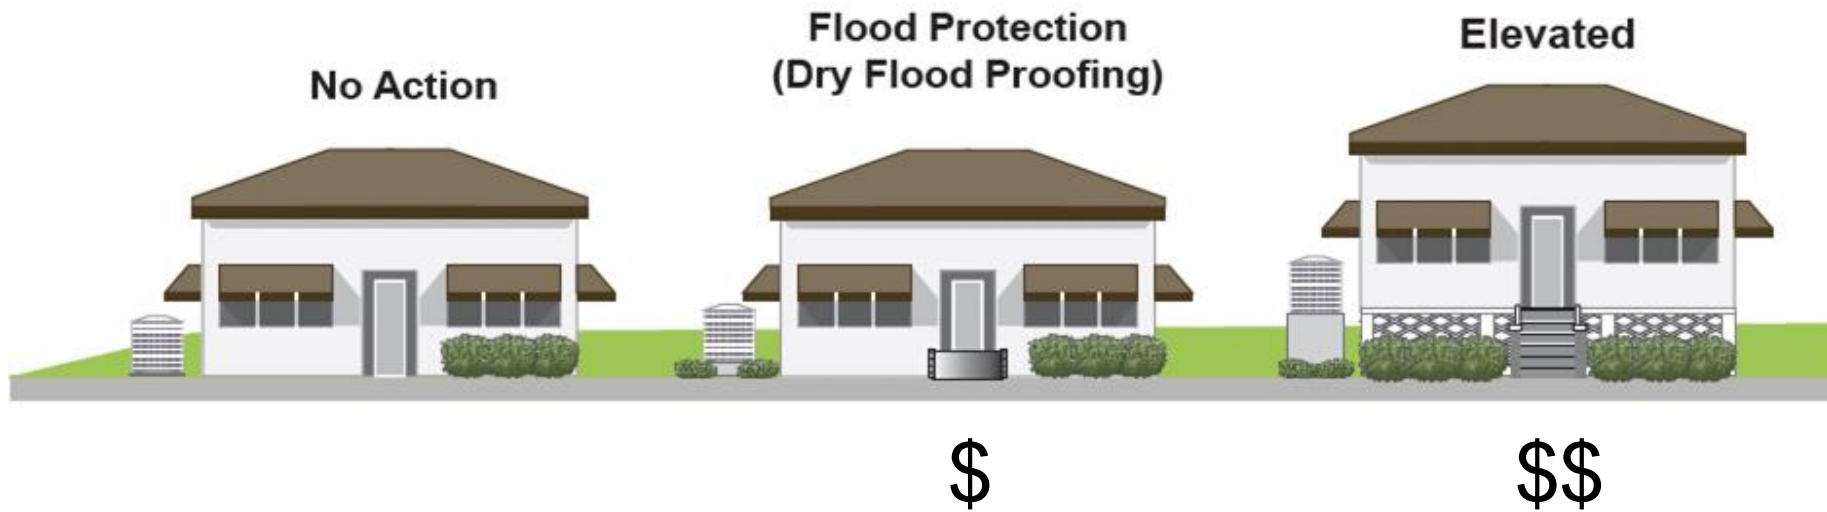 No Action
Flood Protection
(Dry Flood Proofing)
Elevated
$
$$